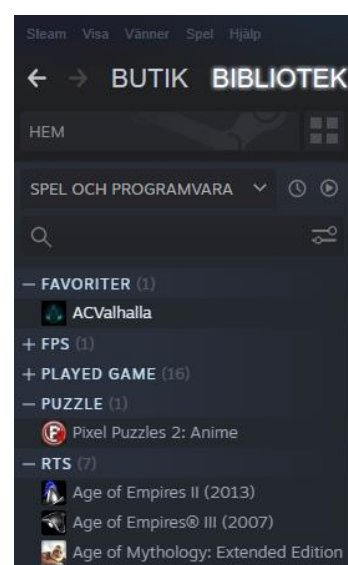 Steam Visa Vänner Spel Hjälp
← → BUTIK BIBLIOTEK
HEM
SPEL OCH PROGRAMVARA
– FAVORITER (1)
ACValhalla
+ FPS (1)
+ PLAYED GAME (16)
– PUZZLE (1)
Pixel Puzzles 2: Anime
– RTS (7)
Age of Empires II (2013)
Age of Empires® III (2007)
Age of Mythology: Extended Edition